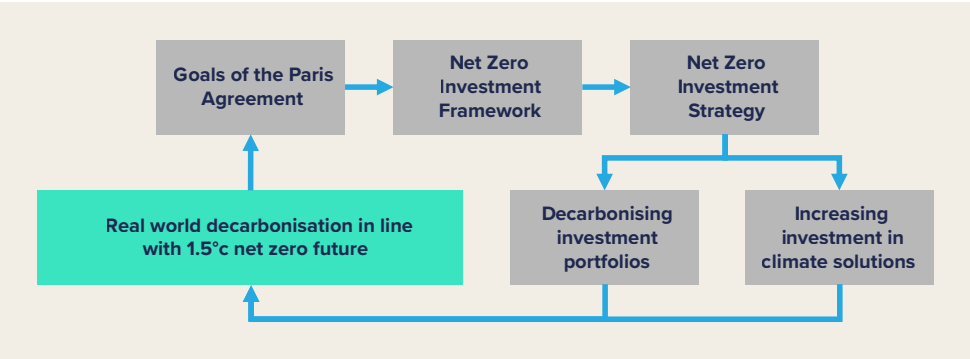 Goals of the Paris
Agreement
Net Zero
Investment
Framework
Net Zero
Investment
Strategy
Real world decarbonisation in line
with 1.5°c net zero future
Decarbonising
investment
portfolios
Increasing
investment in
climate solutions